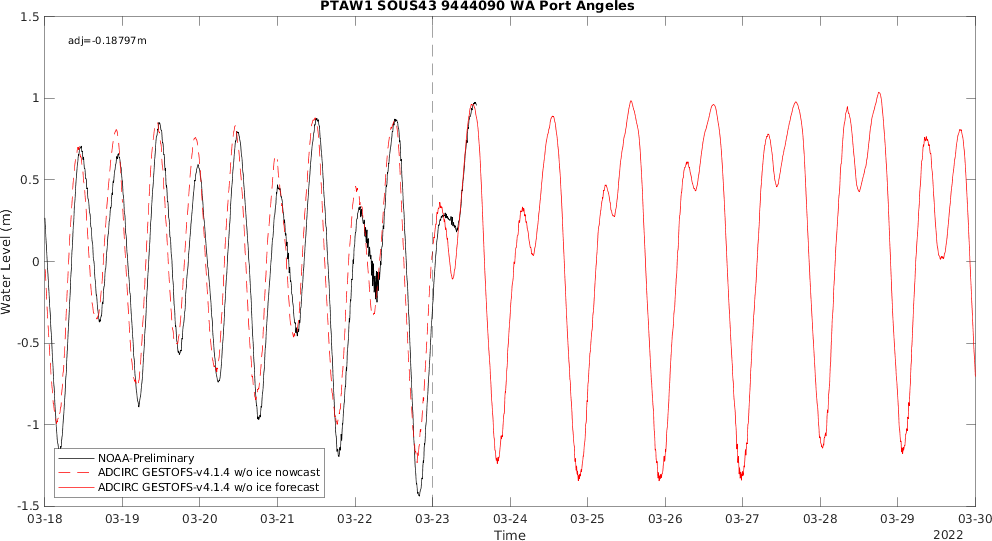 PTAW1 SOUS43 9444090 WA Port Angeles
adj=-0.18797m
Water Level (m)
1.5
1
0.5
0
-0.5
-1
-1.5
NOAA-Preliminary
ADCIRC GESTOFS-v4.1.4 w/o ice nowcast
ADCIRC GESTOFS-v4.1.4 w/o ice forecast
03-18 03-19 03-20 03-21 03-22 03-23 03-24 03-25 03-26 03-27 03-28 03-29 03-30
Time
2022